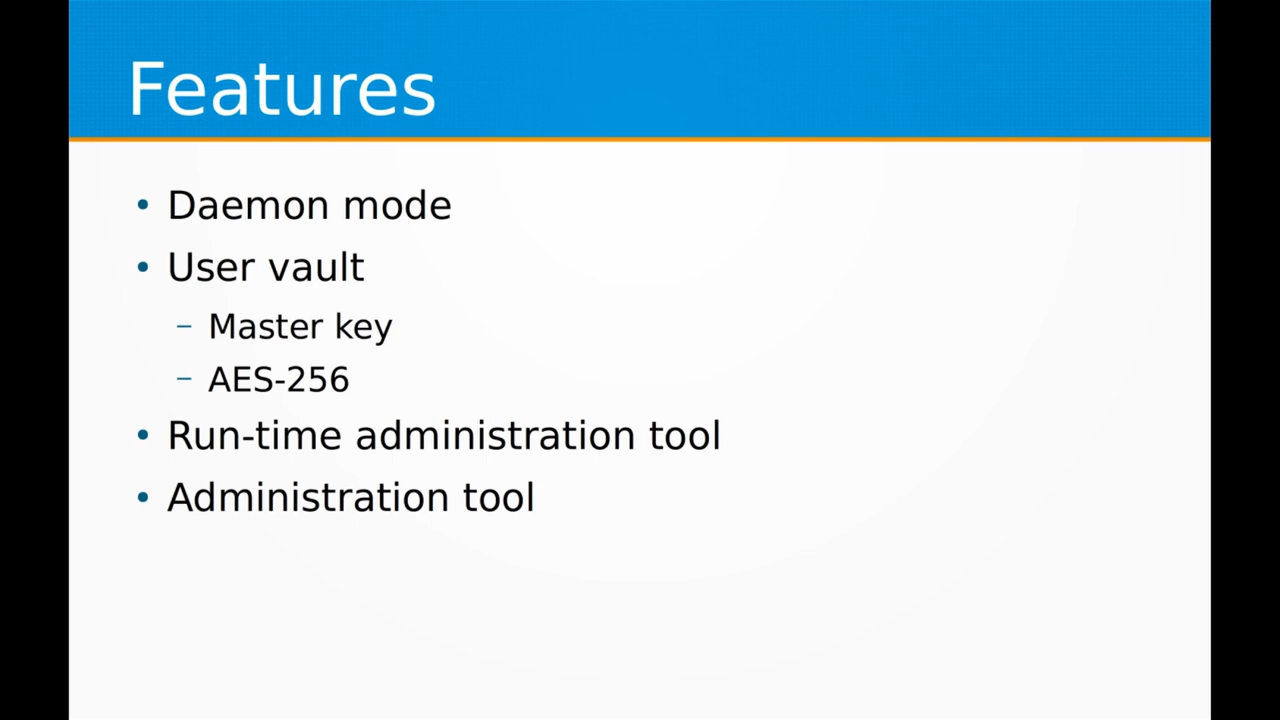 Features
• Daemon mode
• User vault
– Master key
– AES-256
• Run-time administration tool
• Administration tool